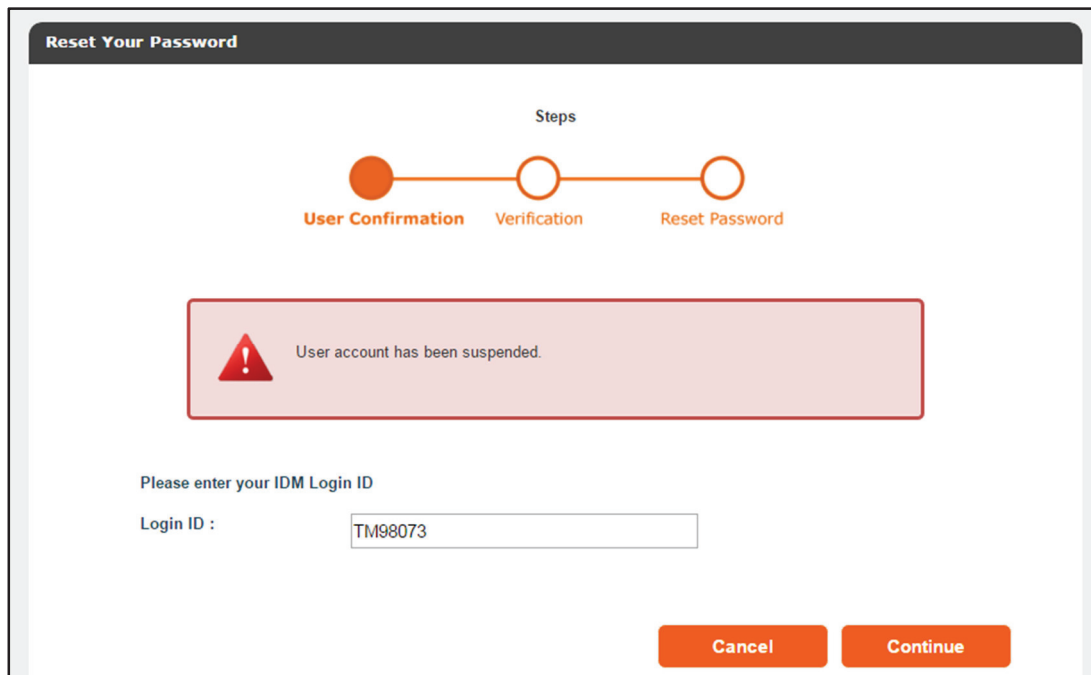 Reset Your Password
Steps
User Confirmation Verification Reset Password
User account has been suspended.
Please enter your IDM Login ID
Login ID : TM98073
Cancel Continue